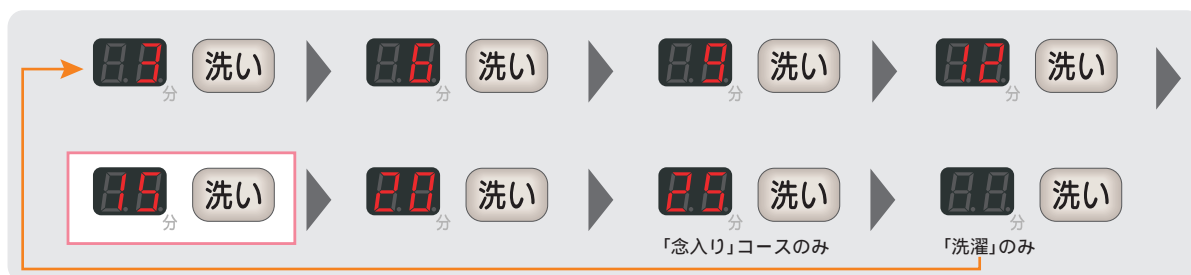 3 分 洗い 6 分 洗い 9 分 洗い 12 分 洗い
15 分 洗い 20 分 洗い 25 分 洗い 分 洗い
「念入り」コースのみ 「洗濯」のみ